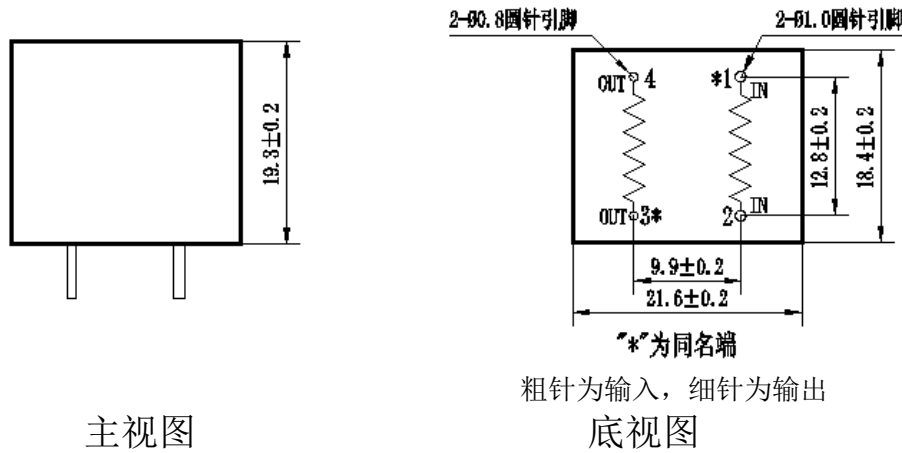 2-Ø0.8圆针引脚
2-Ø1.0圆针引脚
19.3±0.2
OUT 4
*1 IN
OUT 3*
2 IN
12.8±0.2
18.4±0.2
9.9±0.2
21.6±0.2
"*"为同名端
粗针为输入，细针为输出
主视图
底视图